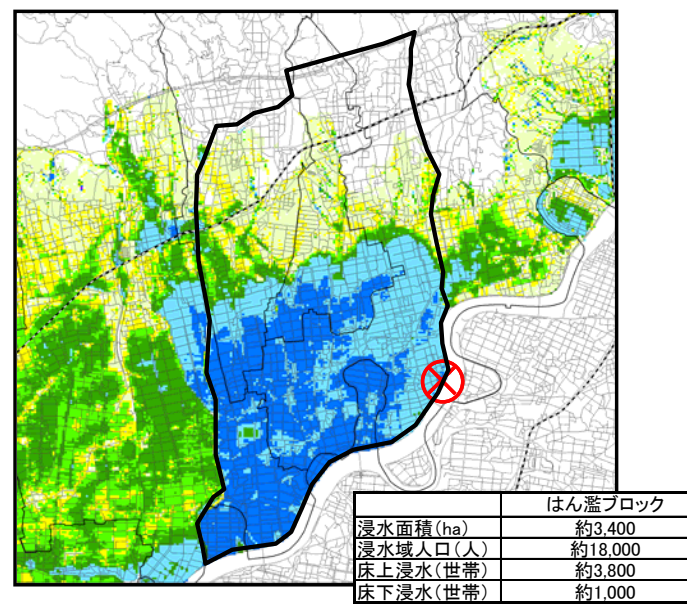 はん濫ブロック
浸水面積(ha) 約3,400
浸水域人口(人) 約18,000
床上浸水(世帯) 約3,800
床下浸水(世帯) 約1,000